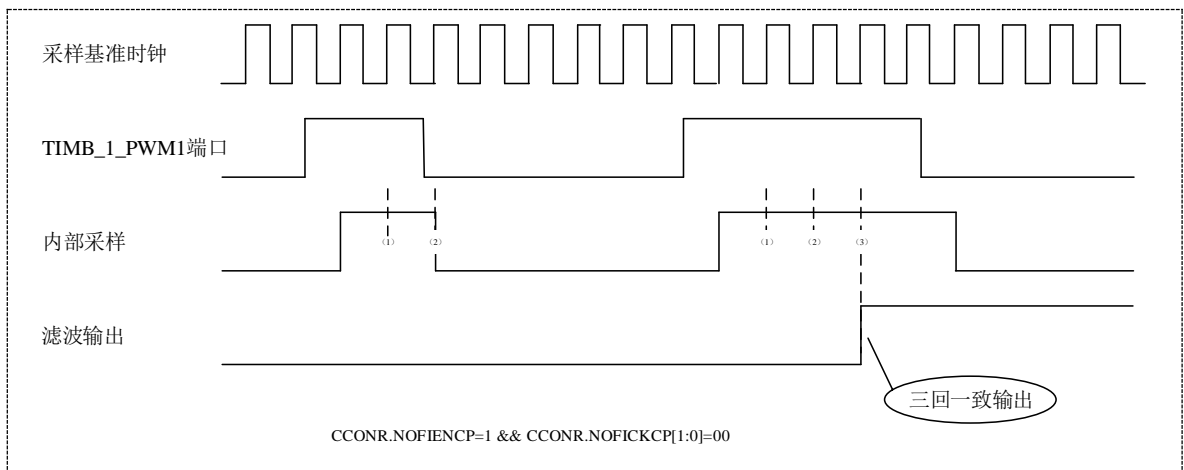 采样基准时钟
TIMB_1_PWM1端口
内部采样
（1） （2） （1） （2） （3）
滤波输出
三回一致输出
CCONR.NOFIENCP=1 && CCONR.NOFICKCP[1:0]=00